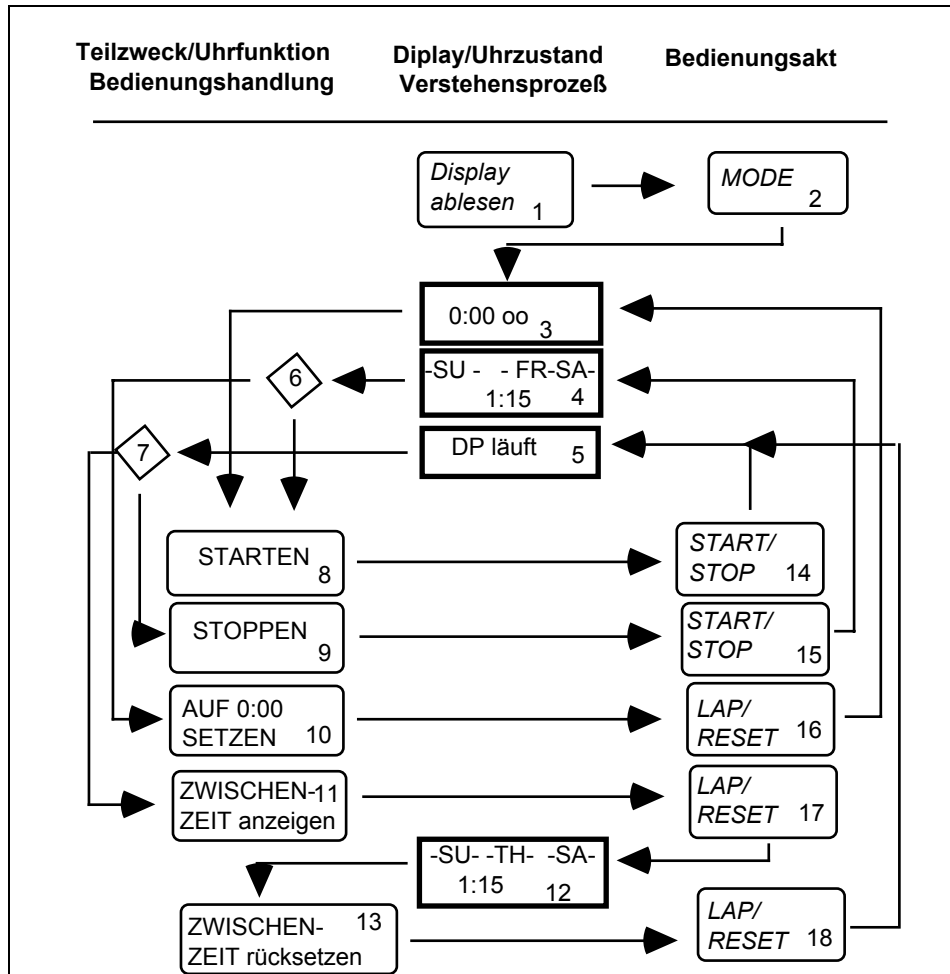 Teilzweck/Uhrfunktion Diplay/Uhrzustand Bedienungsakt
Bedienungshandlung Verstehensprozeß
Display
ablesen 1
MODE
2
0:00 oo 3
-SU - - FR-SA-
1:15 4
6
DP läuft 5
7
STARTEN 8
START/
STOP 14
STOPPEN
9
START/
STOP 15
AUF 0:00
SETZEN 10
LAP/
RESET 16
ZWISCHEN-11
ZEIT anzeigen
LAP/
RESET 17
-SU- -TH- -SA-
1:15 12
ZWISCHEN- 13
ZEIT rücksetzen
LAP/
RESET 18